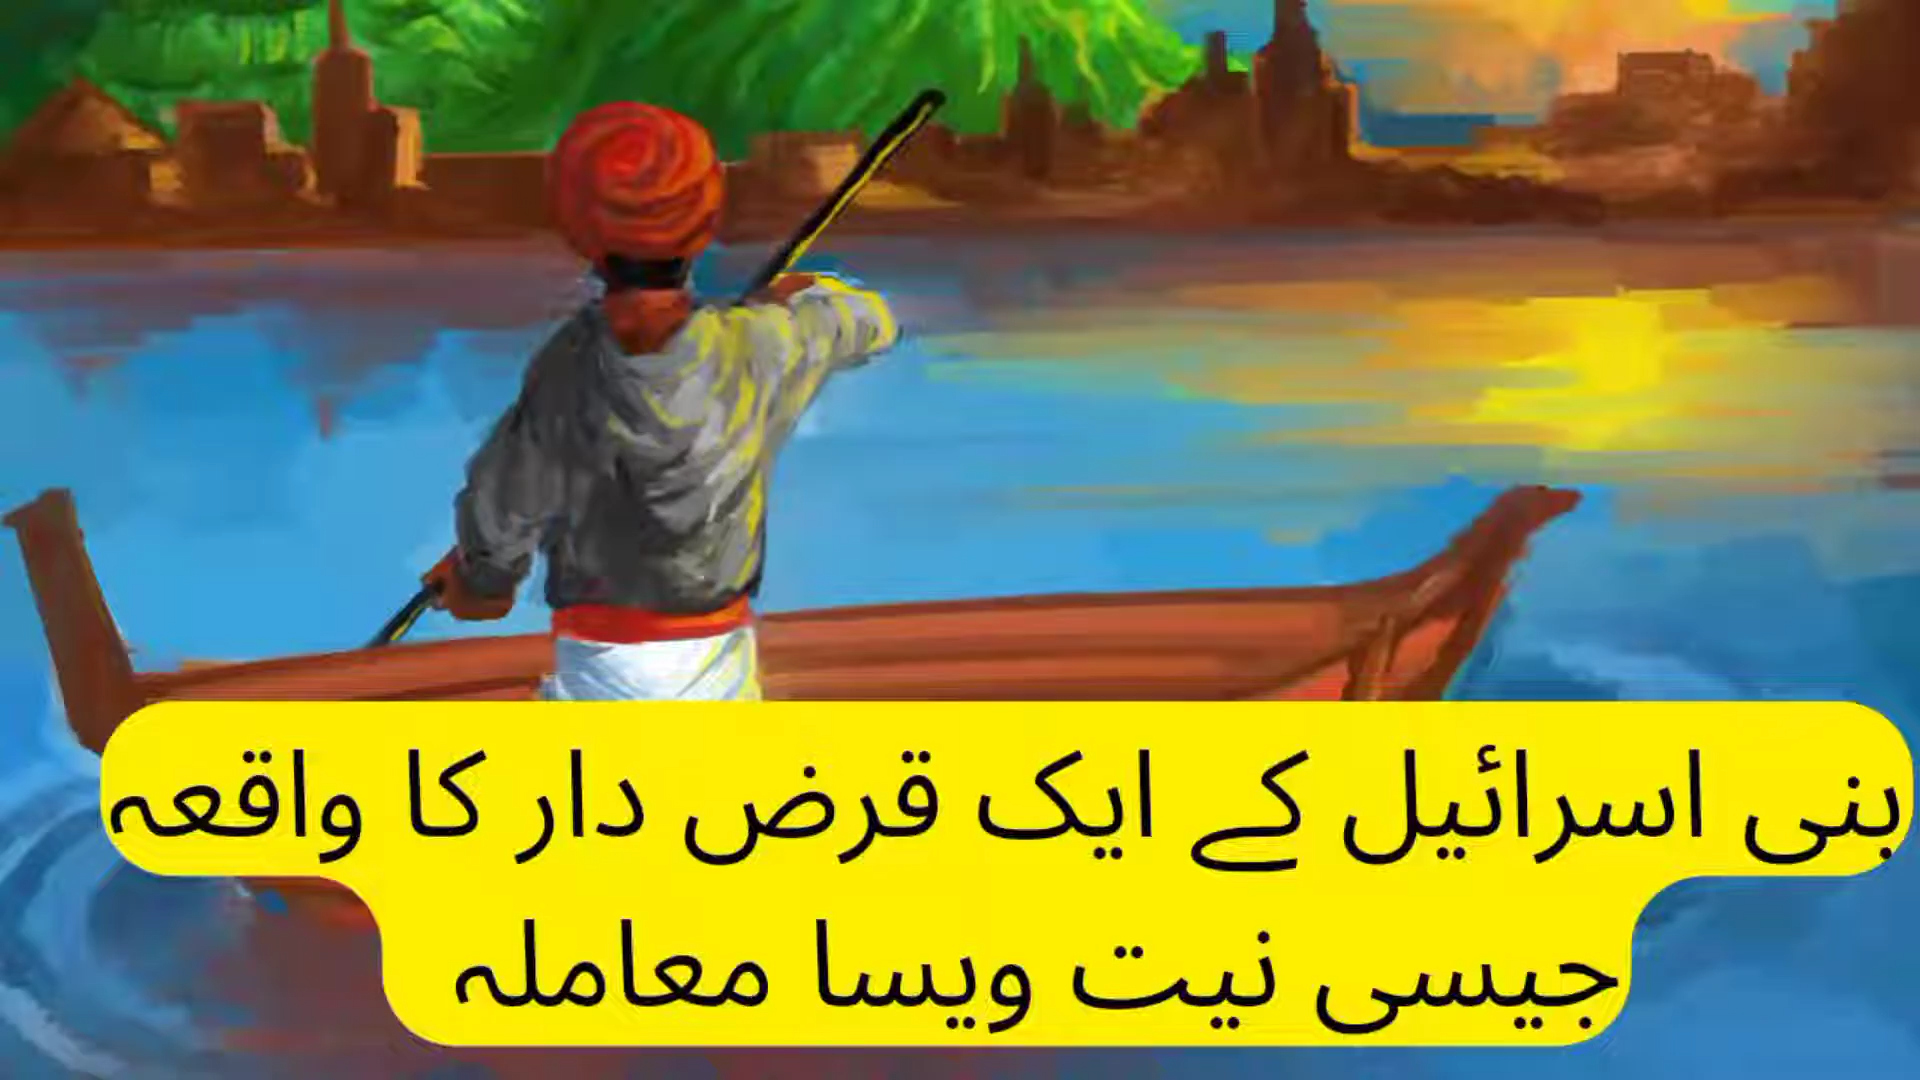 بنی اسرائیل کے ایک قرض دار کا واقعہ
جیسی نیت ویسا معاملہ